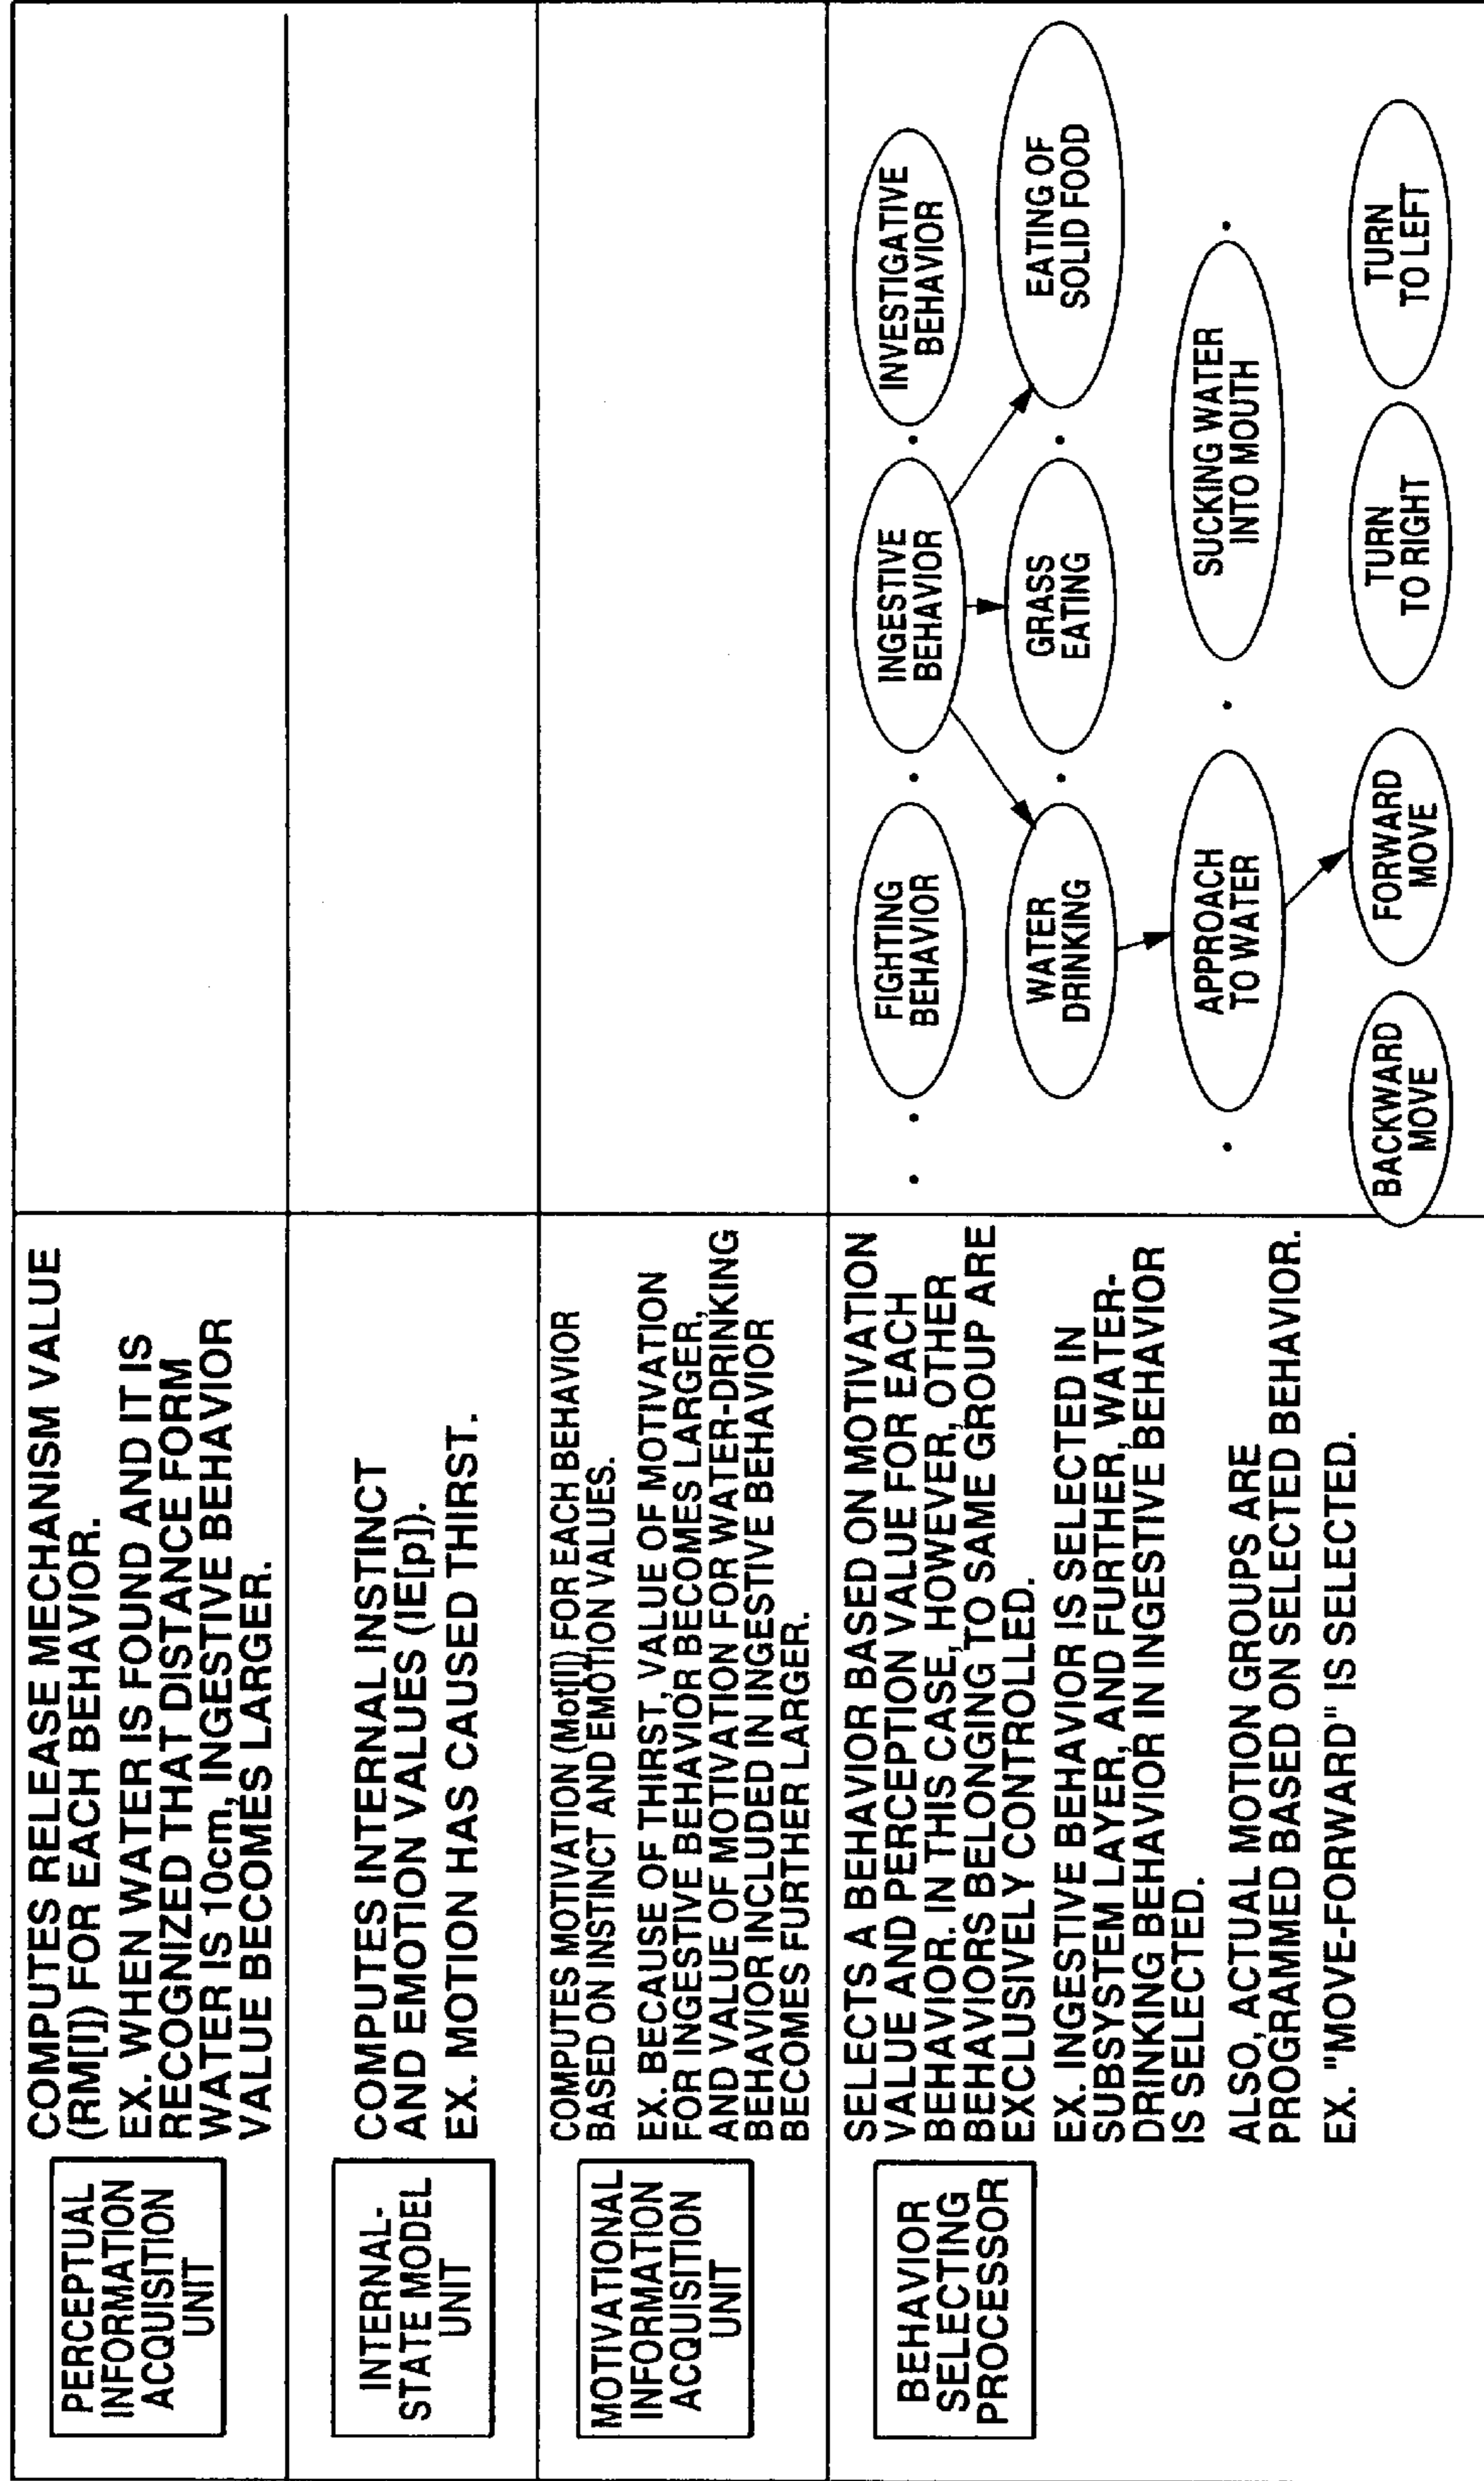 PERCEPTUAL
INFORMATION
ACQUISITION
UNIT
COMPUTES RELEASE MECHANISM VALUE
(RM[I]) FOR EACH BEHAVIOR.
EX. WHEN WATER IS FOUND AND IT IS
RECOGNIZED THAT DISTANCE FORM
WATER IS 10cm, INGESTIVE BEHAVIOR
VALUE BECOMES LARGER.
INTERNAL-
STATE MODEL
UNIT
COMPUTES INTERNAL INSTINCT
AND EMOTION VALUES (IE[p]).
EX. MOTION HAS CAUSED THIRST.
MOTIVATIONAL
INFORMATION
ACQUISITION
UNIT
COMPUTES MOTIVATION (Mot[I]) FOR EACH BEHAVIOR
BASED ON INSTINCT AND EMOTION VALUES.
EX. BECAUSE OF THIRST, VALUE OF MOTIVATION
FOR INGESTIVE BEHAVIOR BECOMES LARGER,
AND VALUE OF MOTIVATION FOR WATER-DRINKING
BEHAVIOR INCLUDED IN INGESTIVE BEHAVIOR
BECOMES FURTHER LARGER.
BEHAVIOR
SELECTING
PROCESSOR
SELECTS A BEHAVIOR BASED ON MOTIVATION
VALUE AND PERCEPTION VALUE FOR EACH
BEHAVIOR. IN THIS CASE, HOWEVER, OTHER
BEHAVIORS BELONGING TO SAME GROUP ARE
EXCLUSIVELY CONTROLLED.
EX. INGESTIVE BEHAVIOR IS SELECTED IN
SUBSYSTEM LAYER, AND FURTHER, WATER-
DRINKING BEHAVIOR IN INGESTIVE BEHAVIOR
IS SELECTED.
ALSO, ACTUAL MOTION GROUPS ARE
PROGRAMMED BASED ON SELECTED BEHAVIOR.
EX. "MOVE-FORWARD" IS SELECTED.
FIGHTING
BEHAVIOR
INGESTIVE
BEHAVIOR
INVESTIGATIVE
BEHAVIOR
WATER
DRINKING
GRASS
EATING
EATING OF
SOLID FOOD
APPROACH
TO WATER
SUCKING WATER
INTO MOUTH
BACKWARD
MOVE
FORWARD
MOVE
TURN
TO RIGHT
TURN
TO LEFT